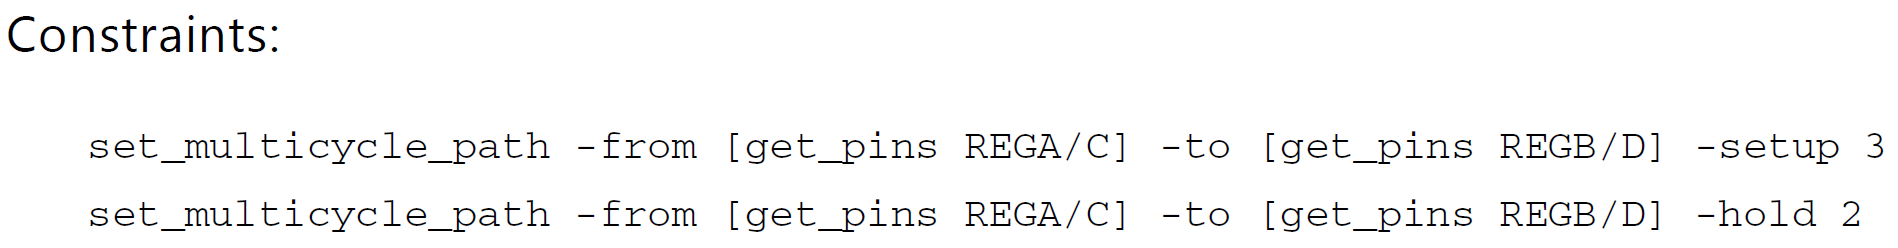 Constraints:
set_multicycle_path -from [get_pins REGA/C] -to [get_pins REGB/D] -setup 3
set_multicycle_path -from [get_pins REGA/C] -to [get_pins REGB/D] -hold 2